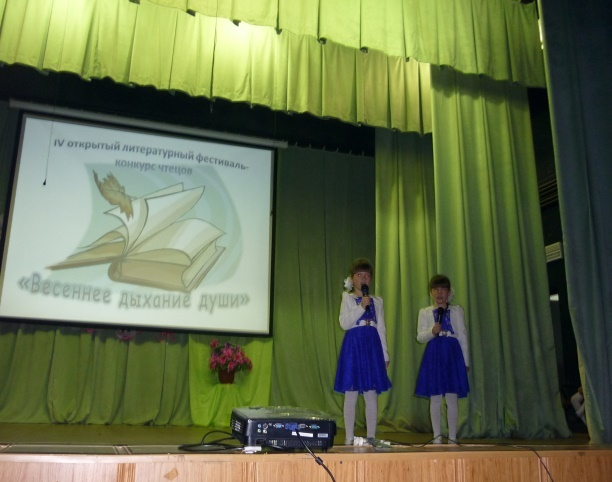 IV открытый литературный фестиваль-
конкурс чтецов
«Весеннее дыхание души»